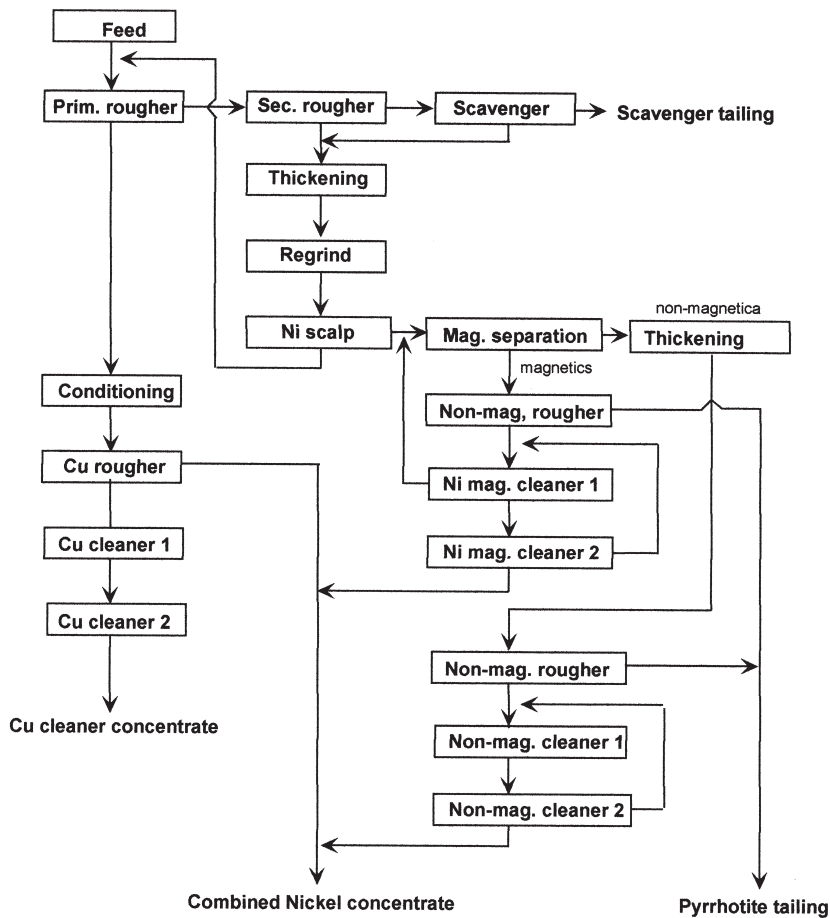 Feed
Prim. rougher
Sec. rougher
Scavenger
Scavenger tailing
Thickening
Regrind
Ni scalp
Mag. separation
non-magnetica
Thickening
magnetics
Conditioning
Non-mag, rougher
Cu rougher
Ni mag. cleaner 1
Cu cleaner 1
Ni mag. cleaner 2
Cu cleaner 2
Non-mag. rougher
Cu cleaner concentrate
Non-mag. cleaner 1
Non-mag. cleaner 2
Combined Nickel concentrate
Pyrrhotite tailing